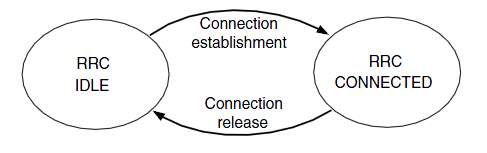 RRC
IDLE
Connection
establishment
RRC
CONNECTED
Connection
release